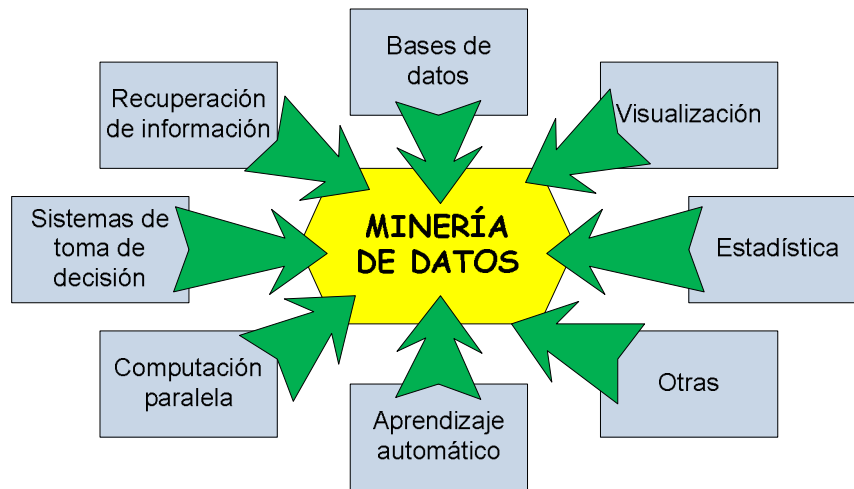 Bases de
datos
Recuperación
de información
Visualización
Sistemas de
toma de
decisión
MINERÍA
DE DATOS
Estadística
Computación
paralela
Aprendizaje
automático
Otras